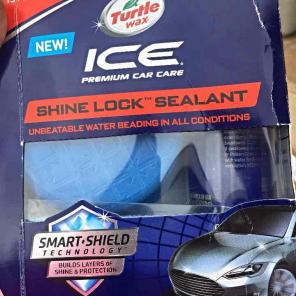 Turtle
wax
NEW!
ICE
PREMIUM CAR CARE
SHINE LOCK™ SEALANT
UNBEATABLE WATER BEADING IN ALL CONDITIONS
SMART•SHIELD
TECHNOLOGY
BUILDS LAYERS OF
SHINE & PROTECTION